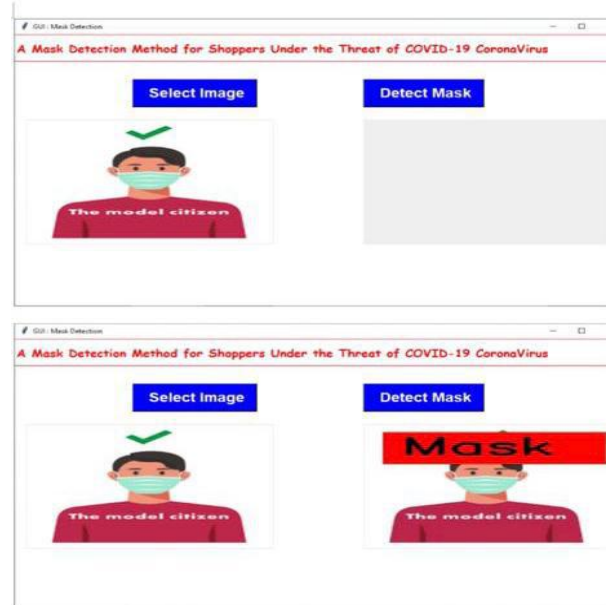 GUI : Mask Detection
A Mask Detection Method for Shoppers Under the Threat of COVID-19 CoronaVirus
Select Image
Detect Mask
The model citizen
GUI : Mask Detection
A Mask Detection Method for Shoppers Under the Threat of COVID-19 CoronaVirus
Select Image
Detect Mask
Mask
The model citizen
The model citizen